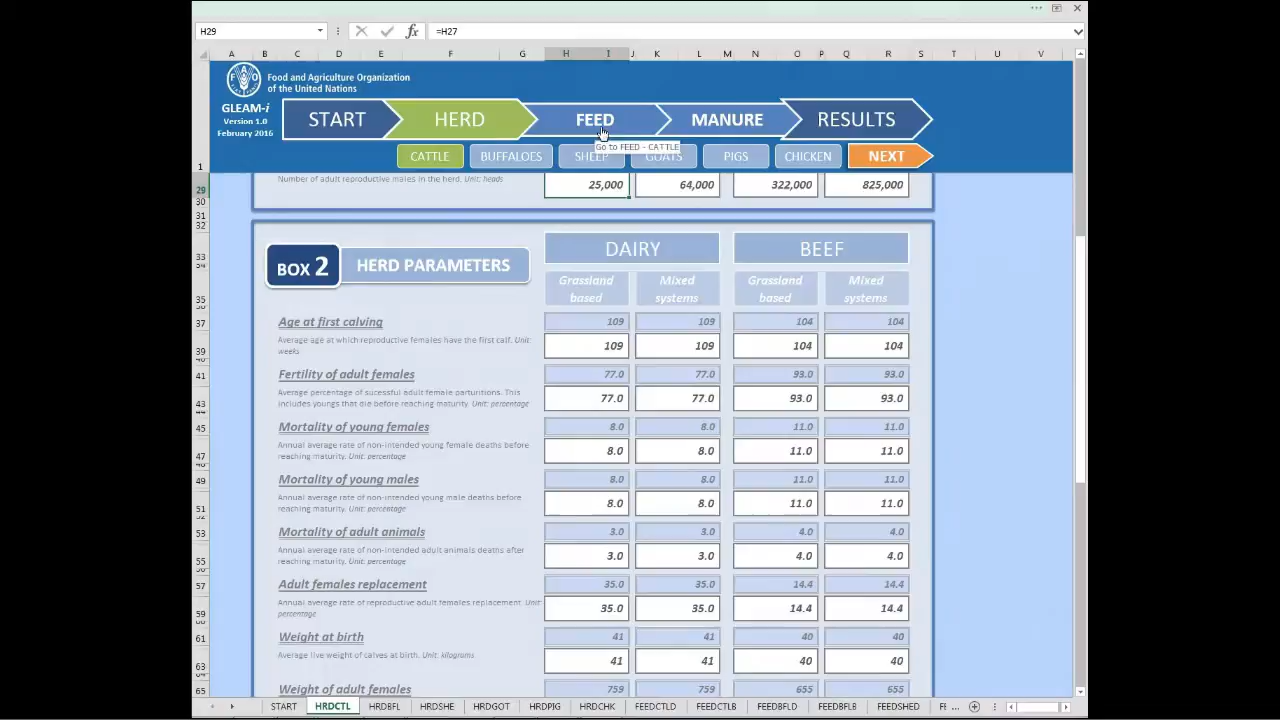 H29
=H27
A B C D E F G H I J K L M N O P Q R S T U V
Food and Agriculture Organization
of the United Nations
GLEAM-i
Version 1.0
February 2016
START HERD FEED MANURE RESULTS
Go to FEED - CATTLE
CATTLE BUFFALOES SHEEP GOATS PIGS CHICKEN NEXT
1
29 Number of adult reproductive males in the herd. Unit: heads 25,000 64,000 322,000 825,000
30
31
32
33 BOX 2 HERD PARAMETERS DAIRY BEEF
35 Grassland based Mixed systems Grassland based Mixed systems
37 Age at first calving 109 109 104 104
39 Average age at which reproductive females have the first calf. Unit: weeks 109 109 104 104
41 Fertility of adult females 77.0 77.0 93.0 93.0
43 Average percentage of sucessful adult female parturitions. This includes youngs that die before reaching maturity. Unit: percentage 77.0 77.0 93.0 93.0
45 Mortality of young females 8.0 8.0 11.0 11.0
47 Annual average rate of non-intended young female deaths before reaching maturity. Unit: percentage 8.0 8.0 11.0 11.0
49 Mortality of young males 8.0 8.0 11.0 11.0
51 Annual average rate of non-intended young male deaths before reaching maturity. Unit: percentage 8.0 8.0 11.0 11.0
53 Mortality of adult animals 3.0 3.0 4.0 4.0
55 Annual average rate of non-intended adult animals deaths after reaching maturity. Unit: percentage 3.0 3.0 4.0 4.0
57 Adult females replacement 35.0 35.0 14.4 14.4
59 Annual average rate of reproductive adult females replacement. Unit: percentage 35.0 35.0 14.4 14.4
61 Weight at birth 41 41 40 40
63 Average live weight of calves at birth. Unit: kilograms 41 41 40 40
65 Weight of adult females 759 759 655 655
START HRDCTL HRDBFL HRDSHE HRDGOT HRDPIG HRDCHK FEEDCTLD FEEDCTLB FEEDBFLD FEEDBFLB FEEDSHED FE ...